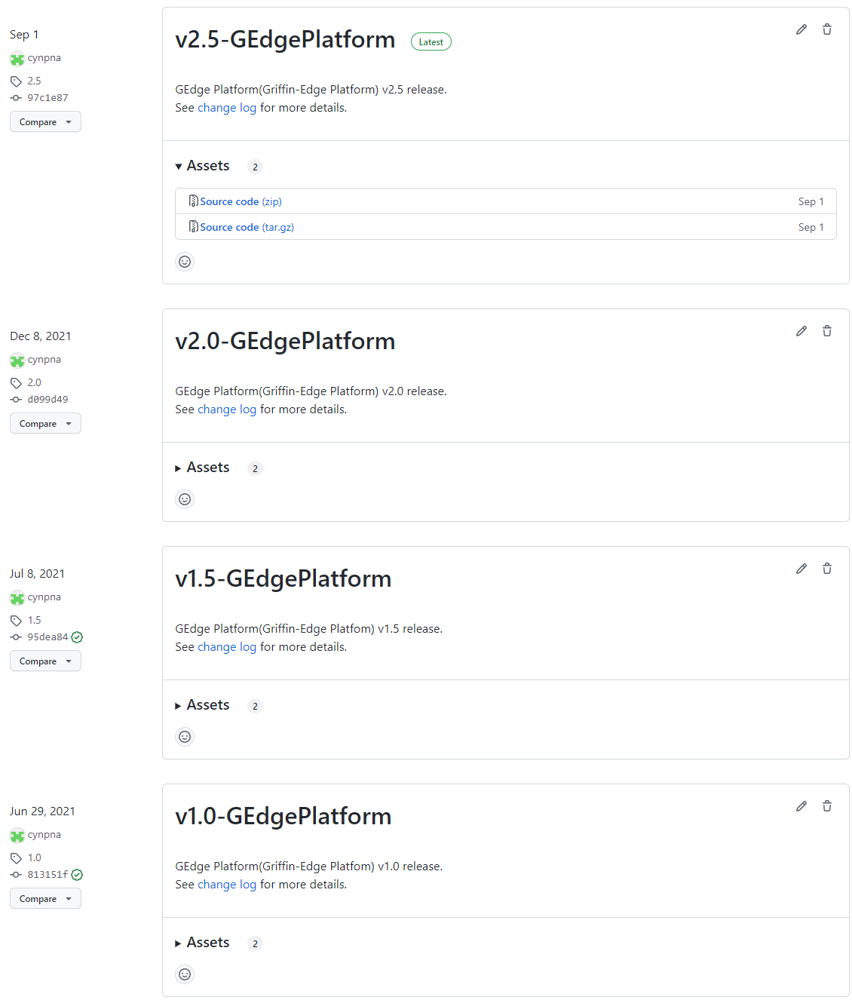 Sep 1
cynpna
2.5
97c1e87
Compare
v2.5-GEdgePlatform Latest
GEdge Platform(Griffin-Edge Platform) v2.5 release.
See change log for more details.
Assets 2
Source code (zip) Sep 1
Source code (tar.gz) Sep 1
Dec 8, 2021
cynpna
2.0
d099d49
Compare
v2.0-GEdgePlatform
GEdge Platform(Griffin-Edge Platform) v2.0 release.
See change log for more details.
Assets 2
Jul 8, 2021
cynpna
1.5
95dea84
Compare
v1.5-GEdgePlatform
GEdge Platform(Griffin-Edge Platfom) v1.5 release.
See change log for more details.
Assets 2
Jun 29, 2021
cynpna
1.0
813151f
Compare
v1.0-GEdgePlatform
GEdge Platform(Griffin-Edge Platfom) v1.0 release.
See change log for more details.
Assets 2